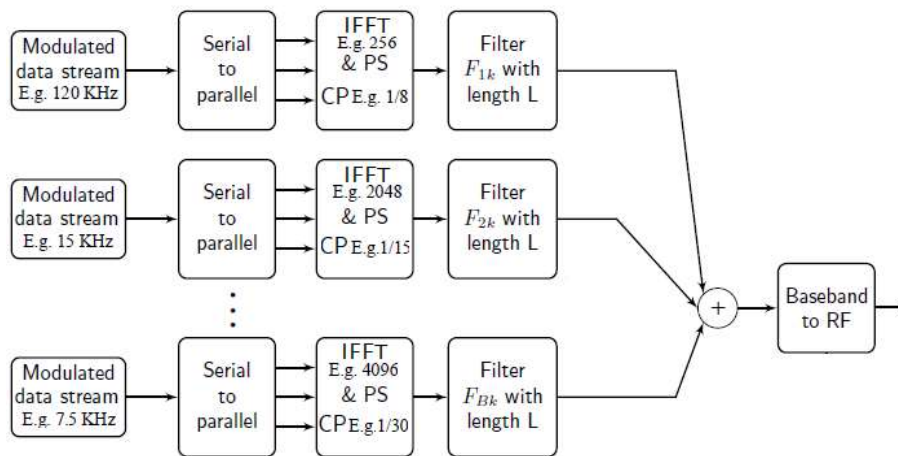 Modulated
data stream
E.g. 120 KHz
Serial
to
parallel
IFFT
E.g. 256
& PS
CP E.g. 1/8
Filter
F1k with
length L
Modulated
data stream
E.g. 15 KHz
Serial
to
parallel
IFFT
E.g. 2048
& PS
CP E.g.1/15
Filter
F2k with
length L
+
Baseband
to RF
Modulated
data stream
E.g. 7.5 KHz
Serial
to
parallel
IFFT
E.g. 4096
& PS
CP E.g.1/30
Filter
FBk with
length L